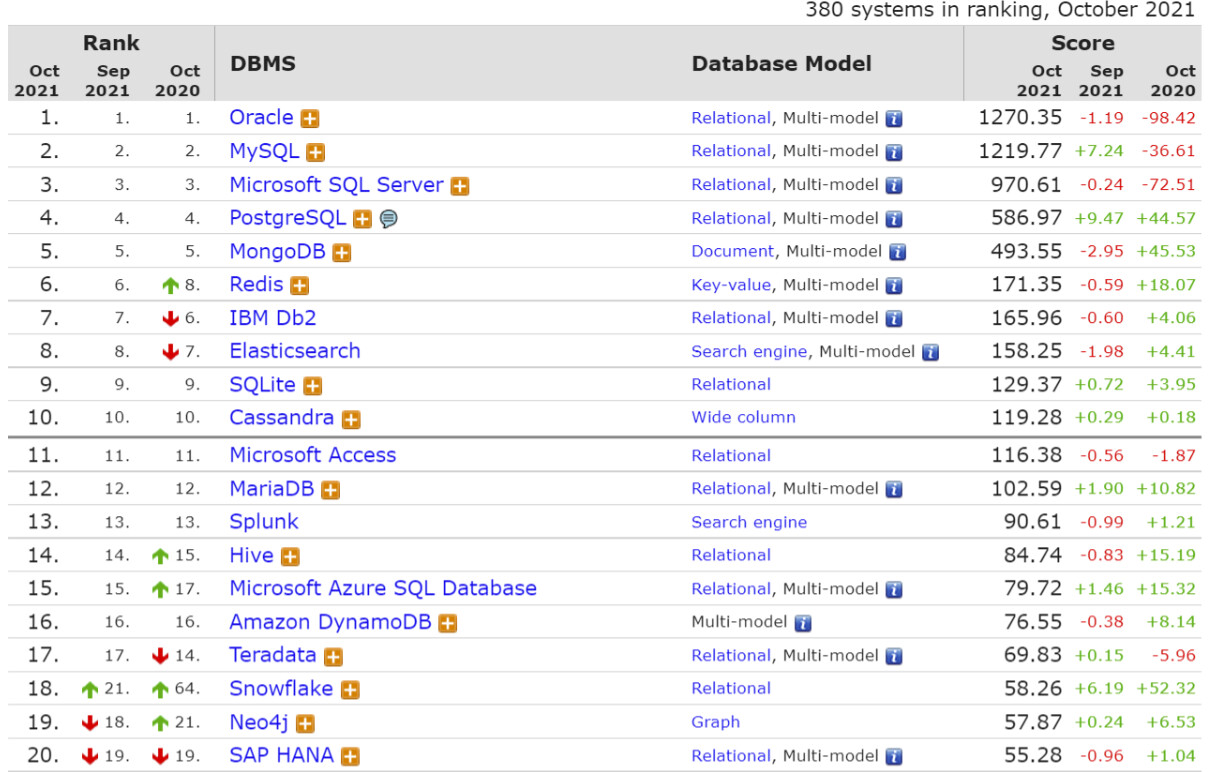 380 systems in ranking, October 2021
Rank DBMS Database Model Score
Oct 2021 Sep 2021 Oct 2020 Oct 2021 Sep 2021 Oct 2020
1. 1. 1. Oracle Relational, Multi-model 1270.35 -1.19 -98.42
2. 2. 2. MySQL Relational, Multi-model 1219.77 +7.24 -36.61
3. 3. 3. Microsoft SQL Server Relational, Multi-model 970.61 -0.24 -72.51
4. 4. 4. PostgreSQL Relational, Multi-model 586.97 +9.47 +44.57
5. 5. 5. MongoDB Document, Multi-model 493.55 -2.95 +45.53
6. 6. 8. Redis Key-value, Multi-model 171.35 -0.59 +18.07
7. 7. 6. IBM Db2 Relational, Multi-model 165.96 -0.60 +4.06
8. 8. 7. Elasticsearch Search engine, Multi-model 158.25 -1.98 +4.41
9. 9. 9. SQLite Relational 129.37 +0.72 +3.95
10. 10. 10. Cassandra Wide column 119.28 +0.29 +0.18
11. 11. 11. Microsoft Access Relational 116.38 -0.56 -1.87
12. 12. 12. MariaDB Relational, Multi-model 102.59 +1.90 +10.82
13. 13. 13. Splunk Search engine 90.61 -0.99 +1.21
14. 14. 15. Hive Relational 84.74 -0.83 +15.19
15. 15. 17. Microsoft Azure SQL Database Relational, Multi-model 79.72 +1.46 +15.32
16. 16. 16. Amazon DynamoDB Multi-model 76.55 -0.38 +8.14
17. 17. 14. Teradata Relational, Multi-model 69.83 +0.15 -5.96
18. 21. 64. Snowflake Relational 58.26 +6.19 +52.32
19. 18. 21. Neo4j Graph 57.87 +0.24 +6.53
20. 19. 19. SAP HANA Relational, Multi-model 55.28 -0.96 +1.04